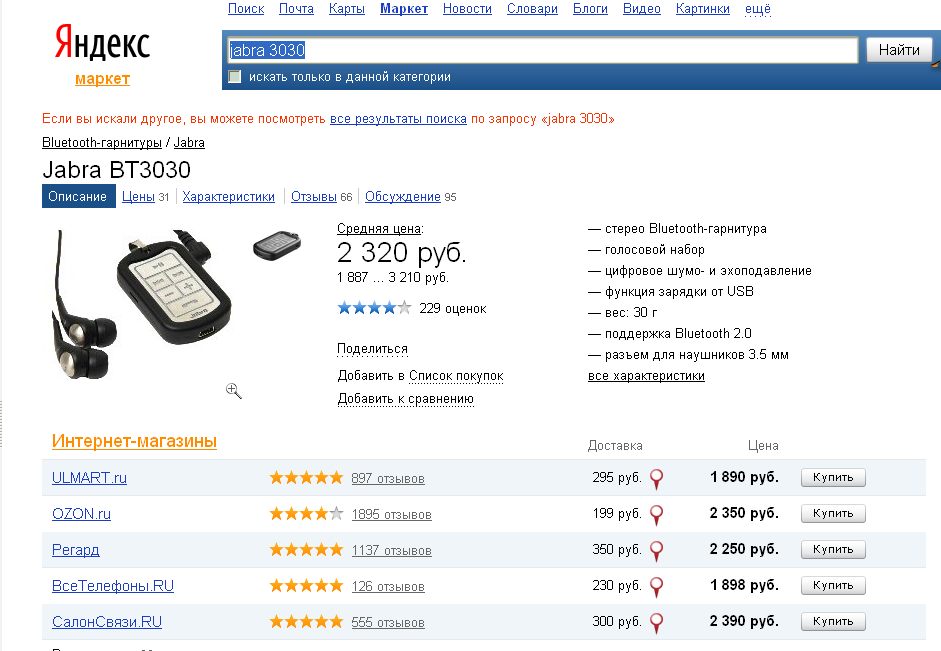 Поиск Почта Карты Маркет Новости Словари Блоги Видео Картинки ещё
Яндекс
маркет
jabra 3030
Найти
искать только в данной категории
Если вы искали другое, вы можете посмотреть все результаты поиска по запросу «jabra 3030»
Bluetooth-гарнитуры / Jabra
Jabra BT3030
Описание Цены 31 Характеристики Отзывы 66 Обсуждение 95
Средняя цена:
2 320 руб.
1 887 ... 3 210 руб.
229 оценок
Поделиться
Добавить в Список покупок
Добавить к сравнению
— стерео Bluetooth-гарнитура
— голосовой набор
— цифровое шумо- и эхоподавление
— функция зарядки от USB
— вес: 30 г
— поддержка Bluetooth 2.0
— разъем для наушников 3.5 мм
все характеристики
Jabra
Интернет-магазины Доставка Цена
ULMART.ru 897 отзывов 295 руб. 1 890 руб. Купить
OZON.ru 1895 отзывов 199 руб. 2 350 руб. Купить
Регард 1137 отзывов 350 руб. 2 250 руб. Купить
ВсеТелефоны.RU 126 отзывов 230 руб. 1 898 руб. Купить
СалонСвязи.RU 555 отзывов 300 руб. 2 390 руб. Купить